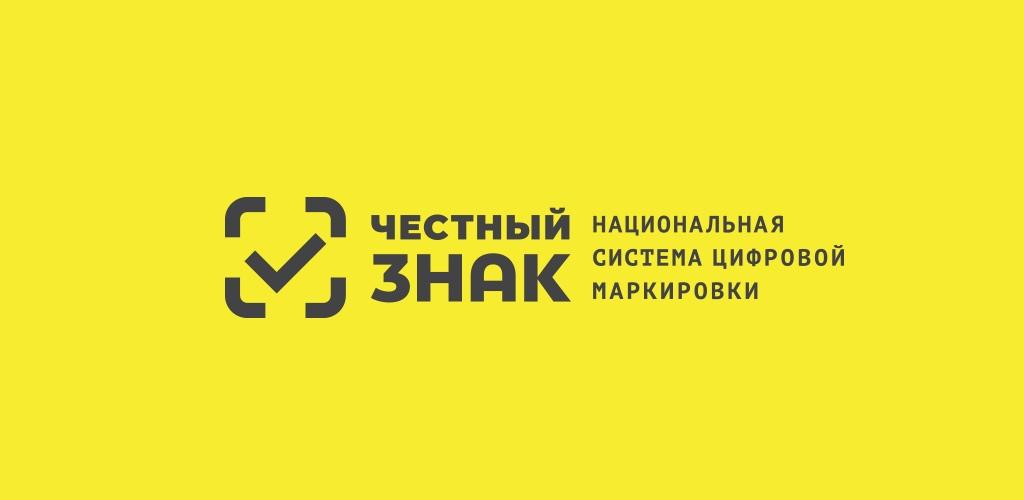 ЧЕСТНЫЙ
ЗНАК
НАЦИОНАЛЬНАЯ
СИСТЕМА ЦИФРОВОЙ
МАРКИРОВКИ